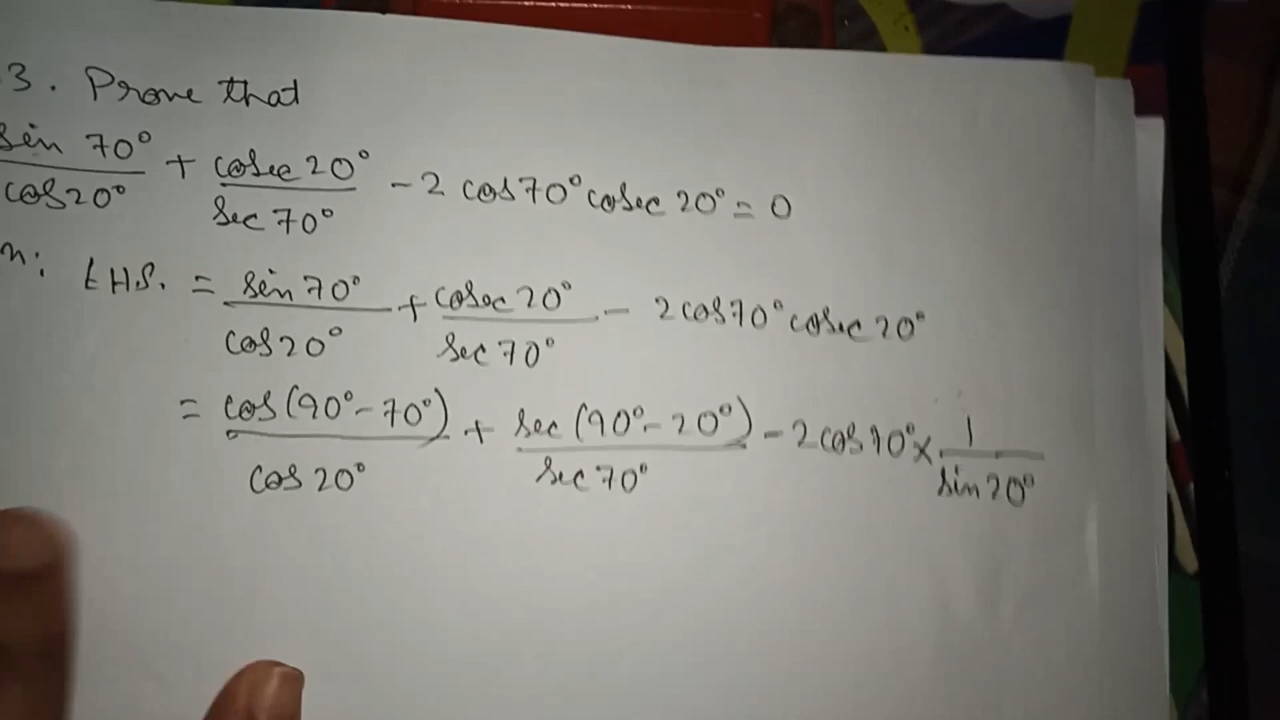 3. Prove that
sin 70° / cos 20° + cosec 20° / sec 70° - 2 cos 70° cosec 20° = 0
n: LHS. = sin 70° / cos 20° + cosec 20° / sec 70° - 2 cos 70° cosec 20°
= cos (90° - 70°) / cos 20° + sec (90° - 20°) / sec 70° - 2 cos 70° × 1 / sin 20°